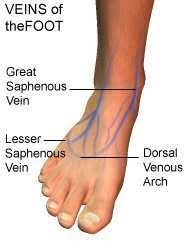 VEINS of
theFOOT
Great
Saphenous
Vein
Lesser
Saphenous
Vein
Dorsal
Venous
Arch